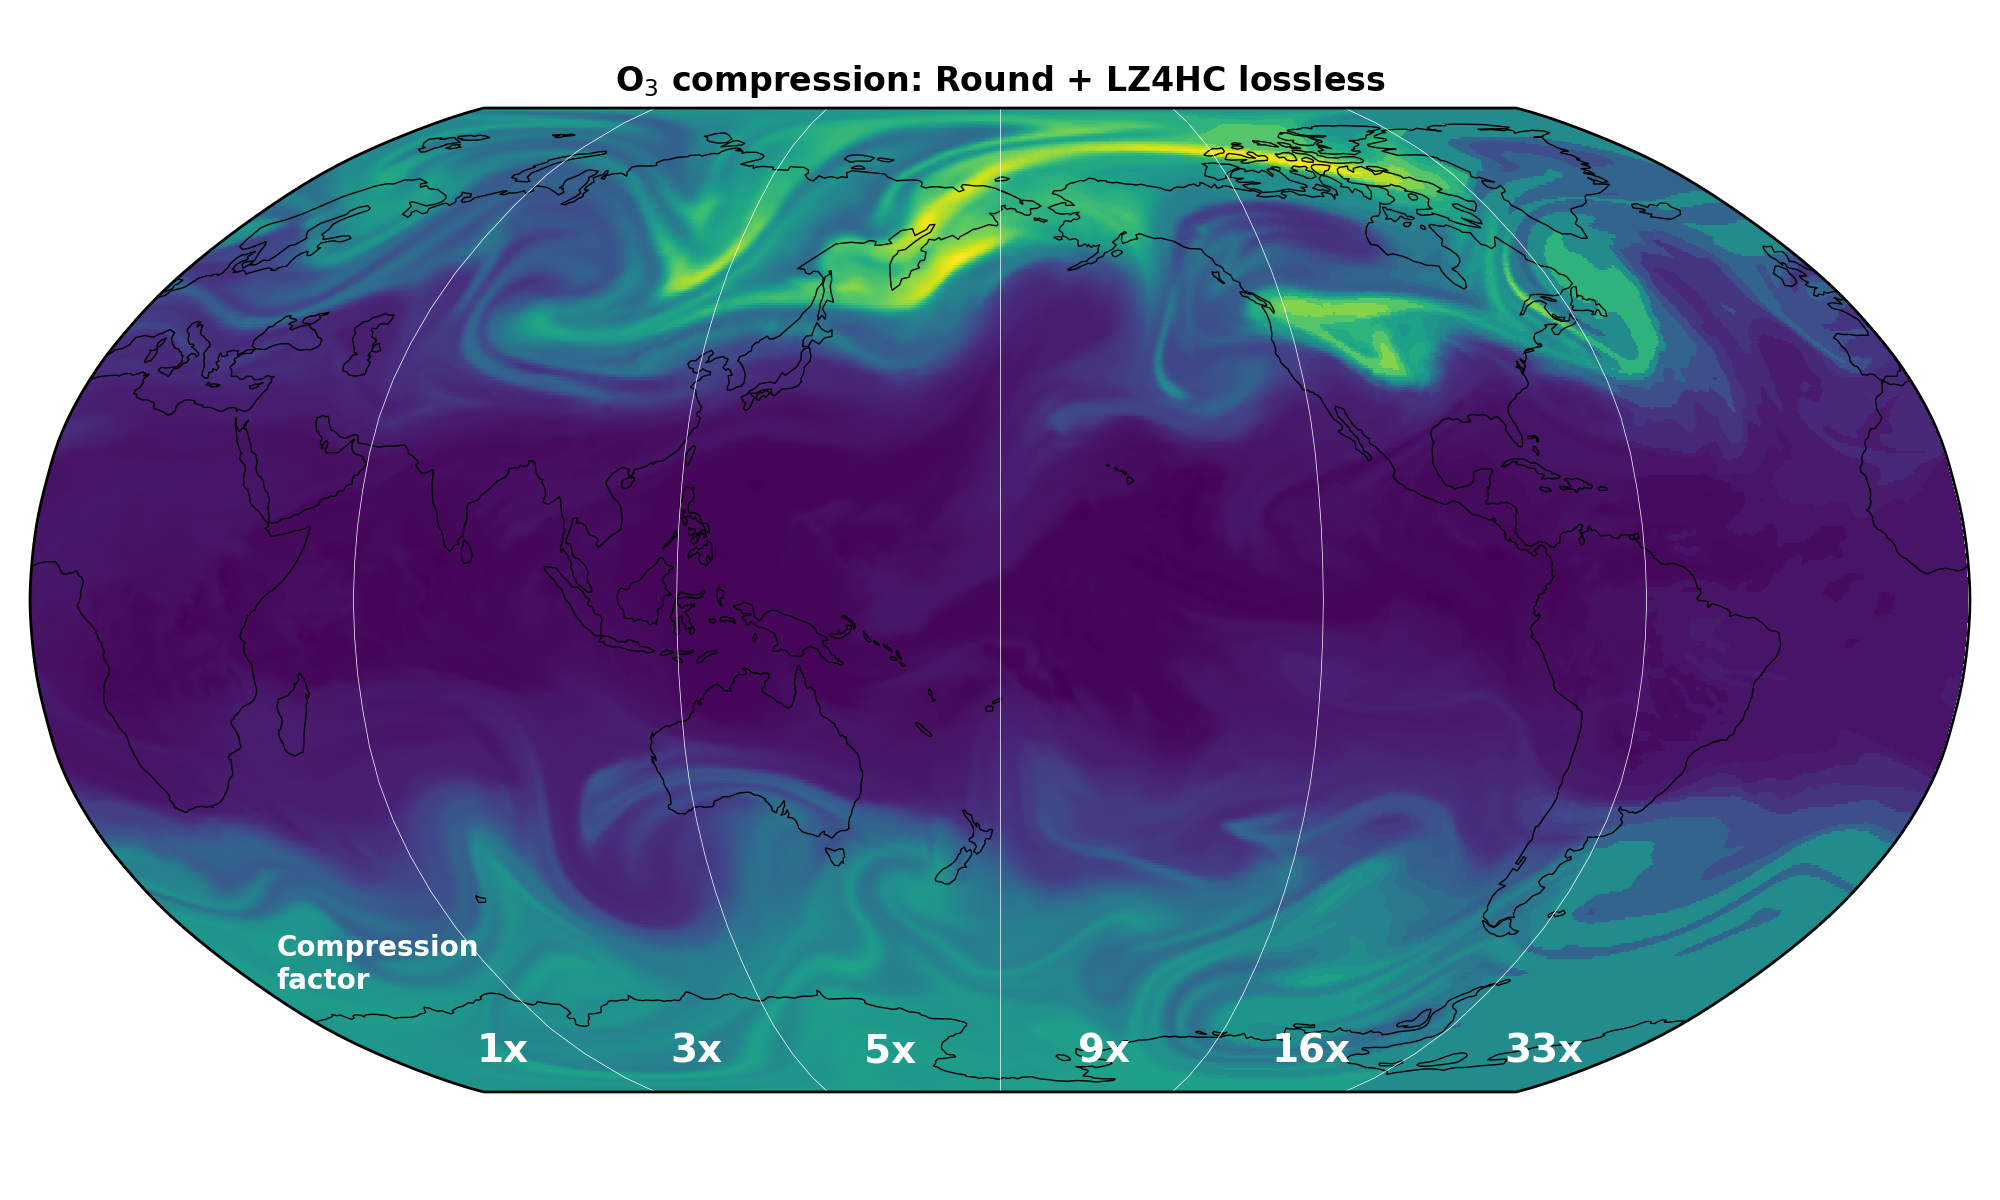 O₃ compression: Round + LZ4HC lossless
Compression
factor
1x 3x 5x 9x 16x 33x